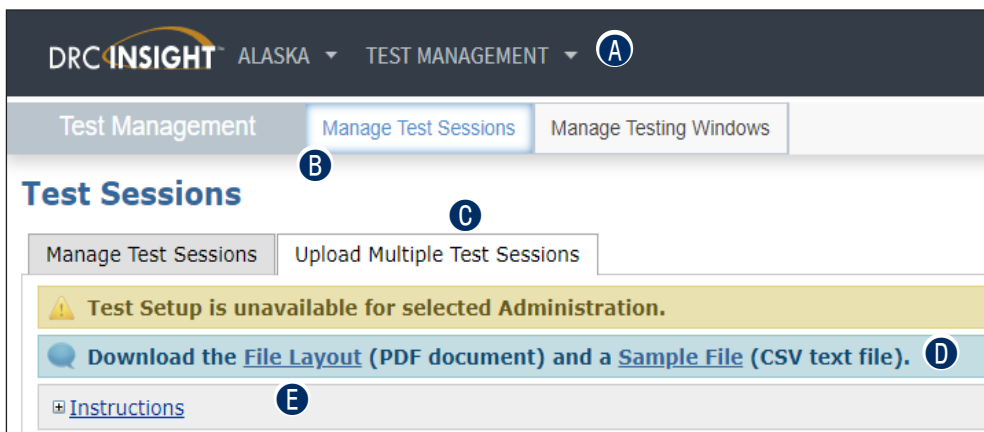 DRC INSIGHT ALASKA TEST MANAGEMENT A
Test Management Manage Test Sessions Manage Testing Windows
B
Test Sessions
C
Manage Test Sessions Upload Multiple Test Sessions
Test Setup is unavailable for selected Administration.
Download the File Layout (PDF document) and a Sample File (CSV text file). D
Instructions E